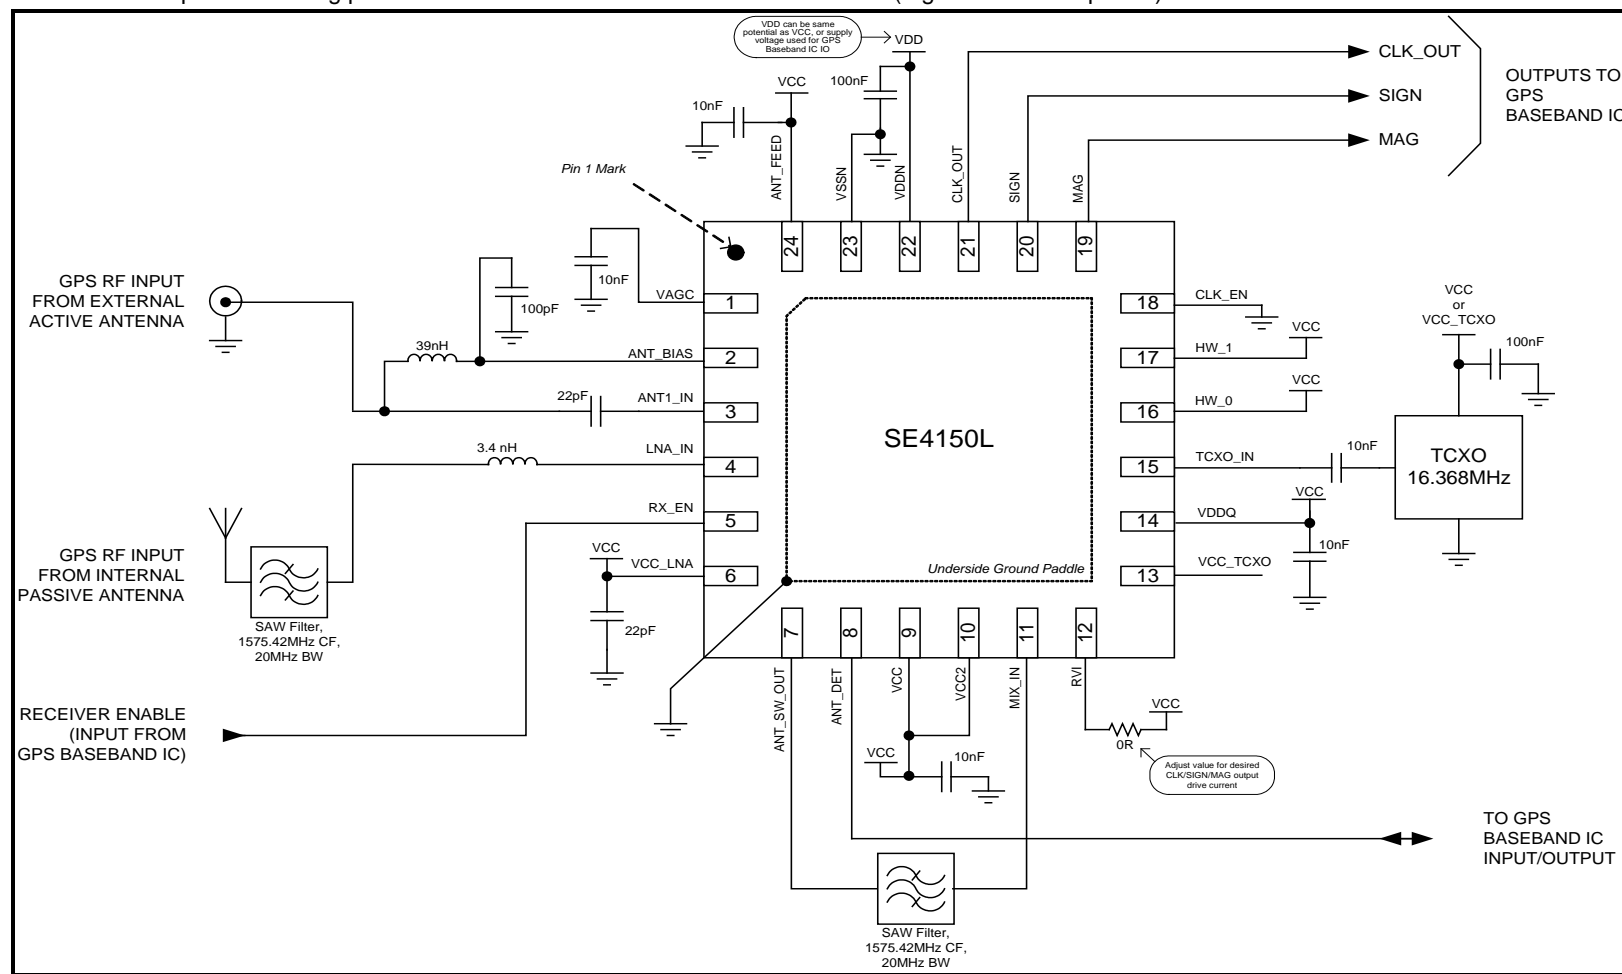 VDD can be same
potential as VCC, or supply
voltage used for GPS
Baseband IC IO
VDD
VCC
100nF
10nF
ANT_FEED
VSSN
VDDN
CLK_OUT
SIGN
MAG
CLK_OUT
SIGN
MAG
OUTPUTS TO
GPS
BASEBAND IC
Pin 1 Mark
24
23
22
21
20
19
GPS RF INPUT
FROM EXTERNAL
ACTIVE ANTENNA
100pF
10nF
39nH
22pF
3.4 nH
VAGC
1
ANT_BIAS
2
ANT1_IN
3
LNA_IN
4
RX_EN
5
VCC
VCC_LNA
6
22pF
SE4150L
Underside Ground Paddle
18
CLK_EN
17
HW_1
VCC
16
HW_0
VCC
15
TCXO_IN
10nF
14
VDDQ
VCC
10nF
13
VCC_TCXO
VCC
or
VCC_TCXO
100nF
TCXO
16.368MHz
GPS RF INPUT
FROM INTERNAL
PASSIVE ANTENNA
SAW Filter,
1575.42MHz CF,
20MHz BW
7
8
9
10
11
12
ANT_SW_OUT
ANT_DET
VCC
VCC2
MIX_IN
RVI
RECEIVER ENABLE
(INPUT FROM
GPS BASEBAND IC)
VCC
10nF
VCC
0R
Adjust value for desired
CLK/SIGN/MAG output
drive current
TO GPS
BASEBAND IC
INPUT/OUTPUT
SAW Filter,
1575.42MHz CF,
20MHz BW